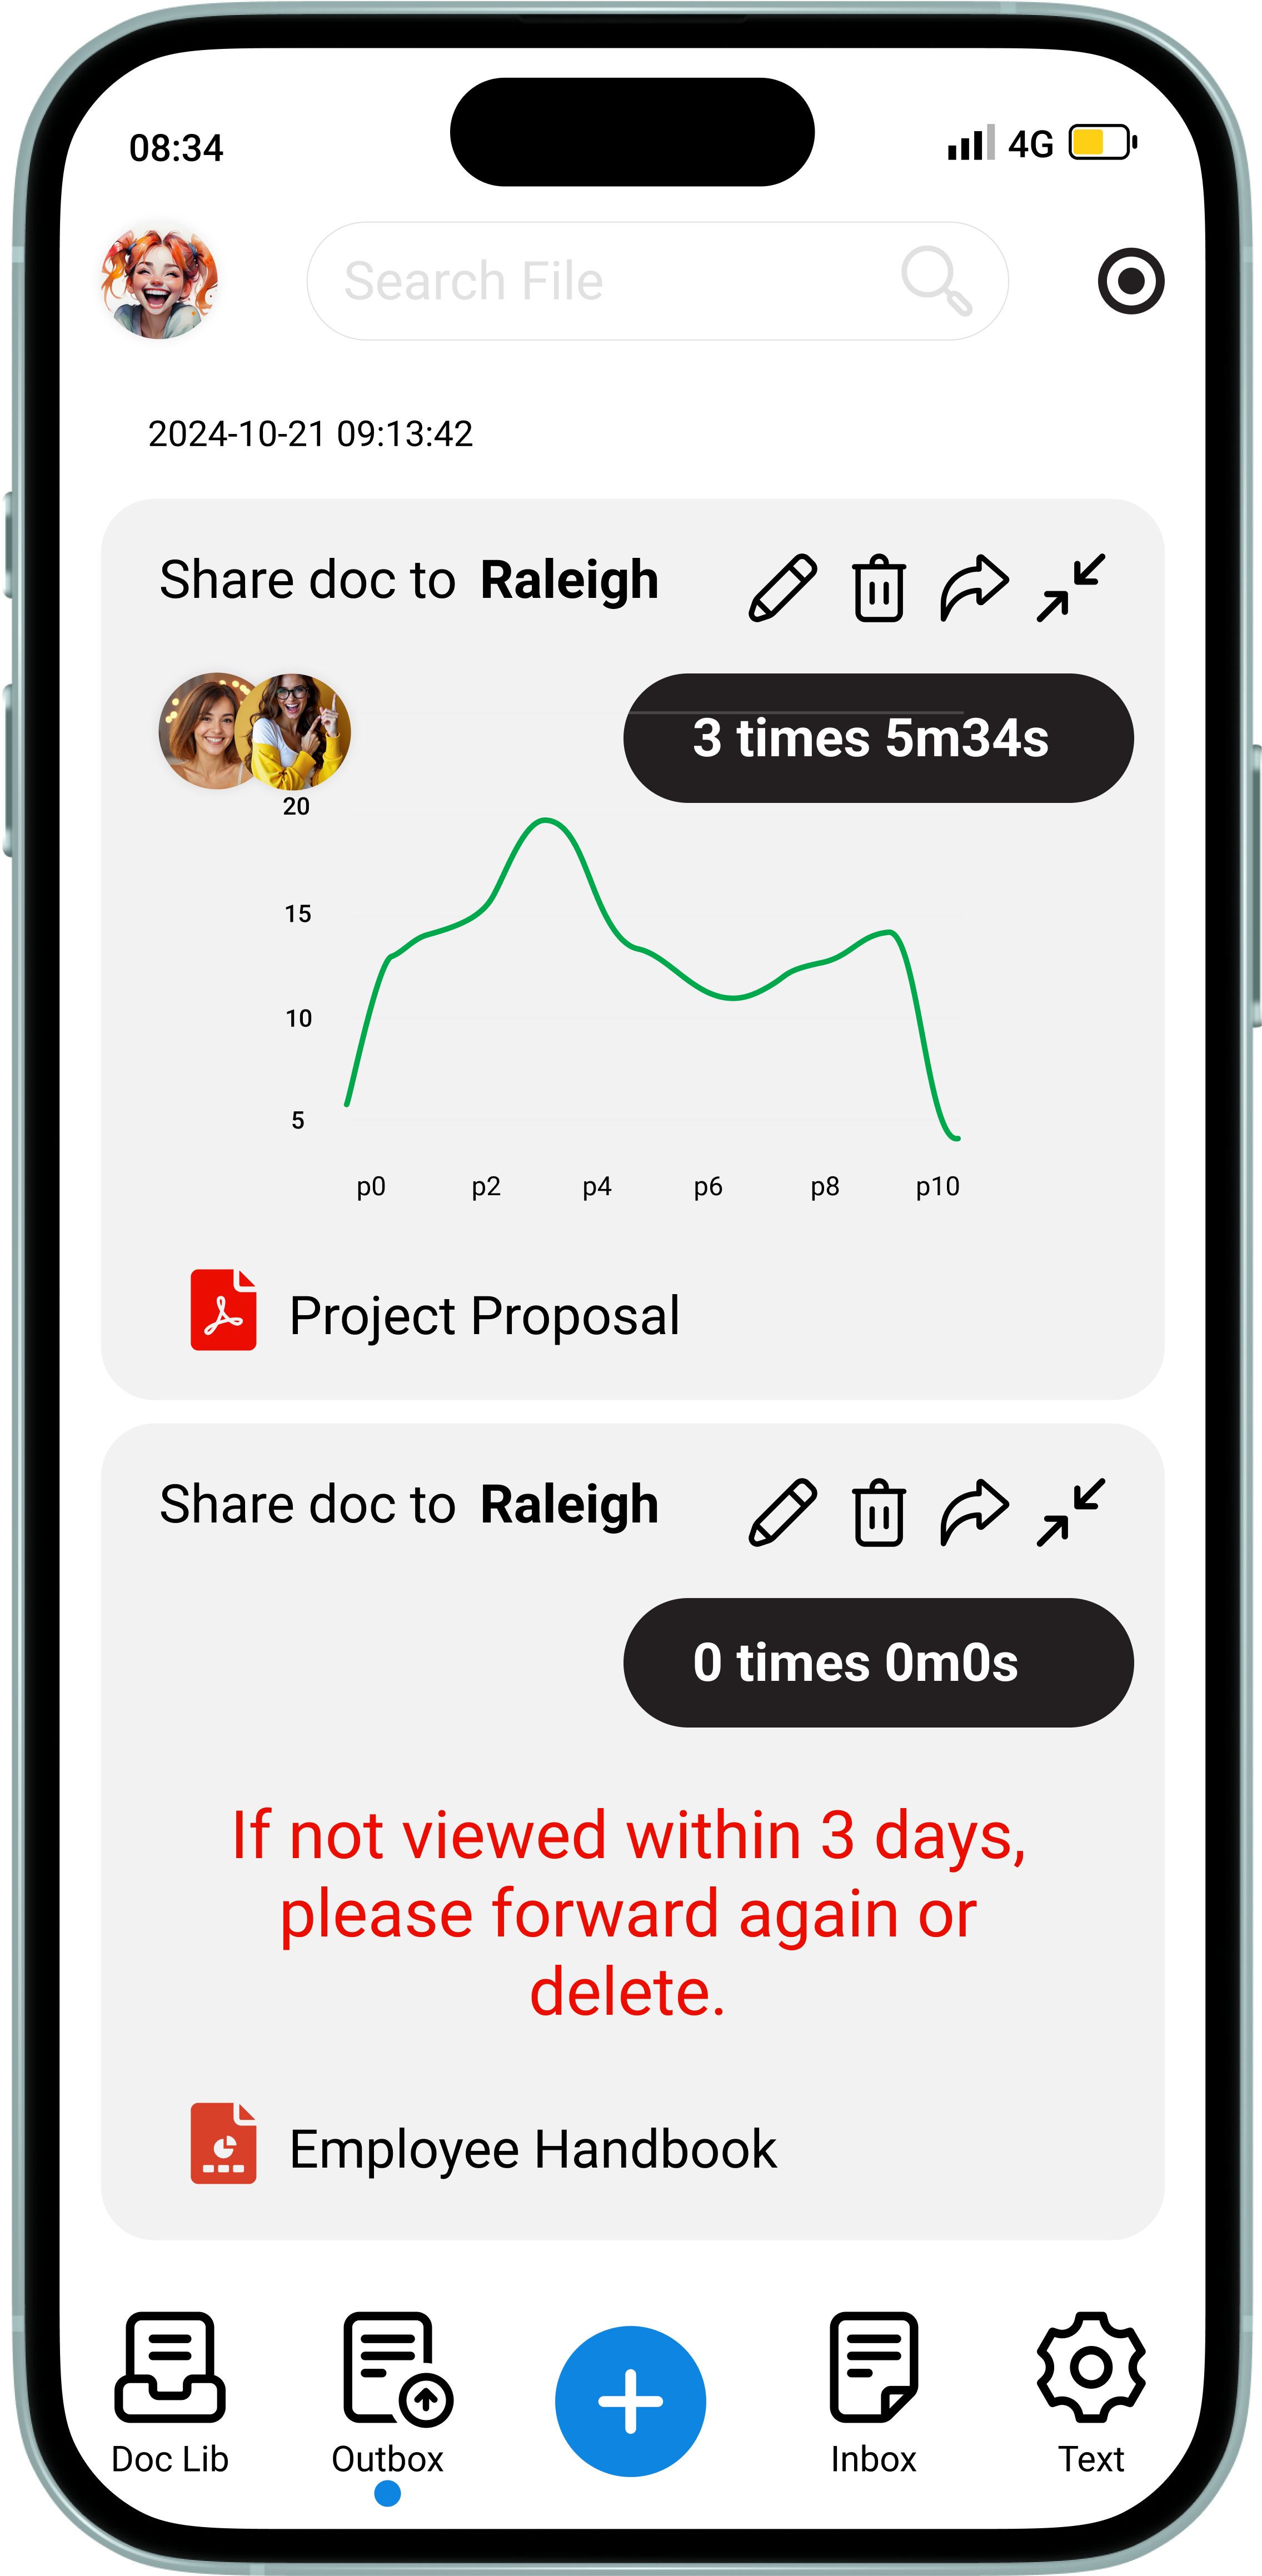 08:34
4G
Search File
2024-10-21 09:13:42
Share doc to Raleigh
3 times 5m34s
20
15
10
5
p0 p2 p4 p6 p8 p10
Project Proposal
Share doc to Raleigh
0 times 0m0s
If not viewed within 3 days,
please forward again or
delete.
Employee Handbook
Doc Lib Outbox Inbox Text